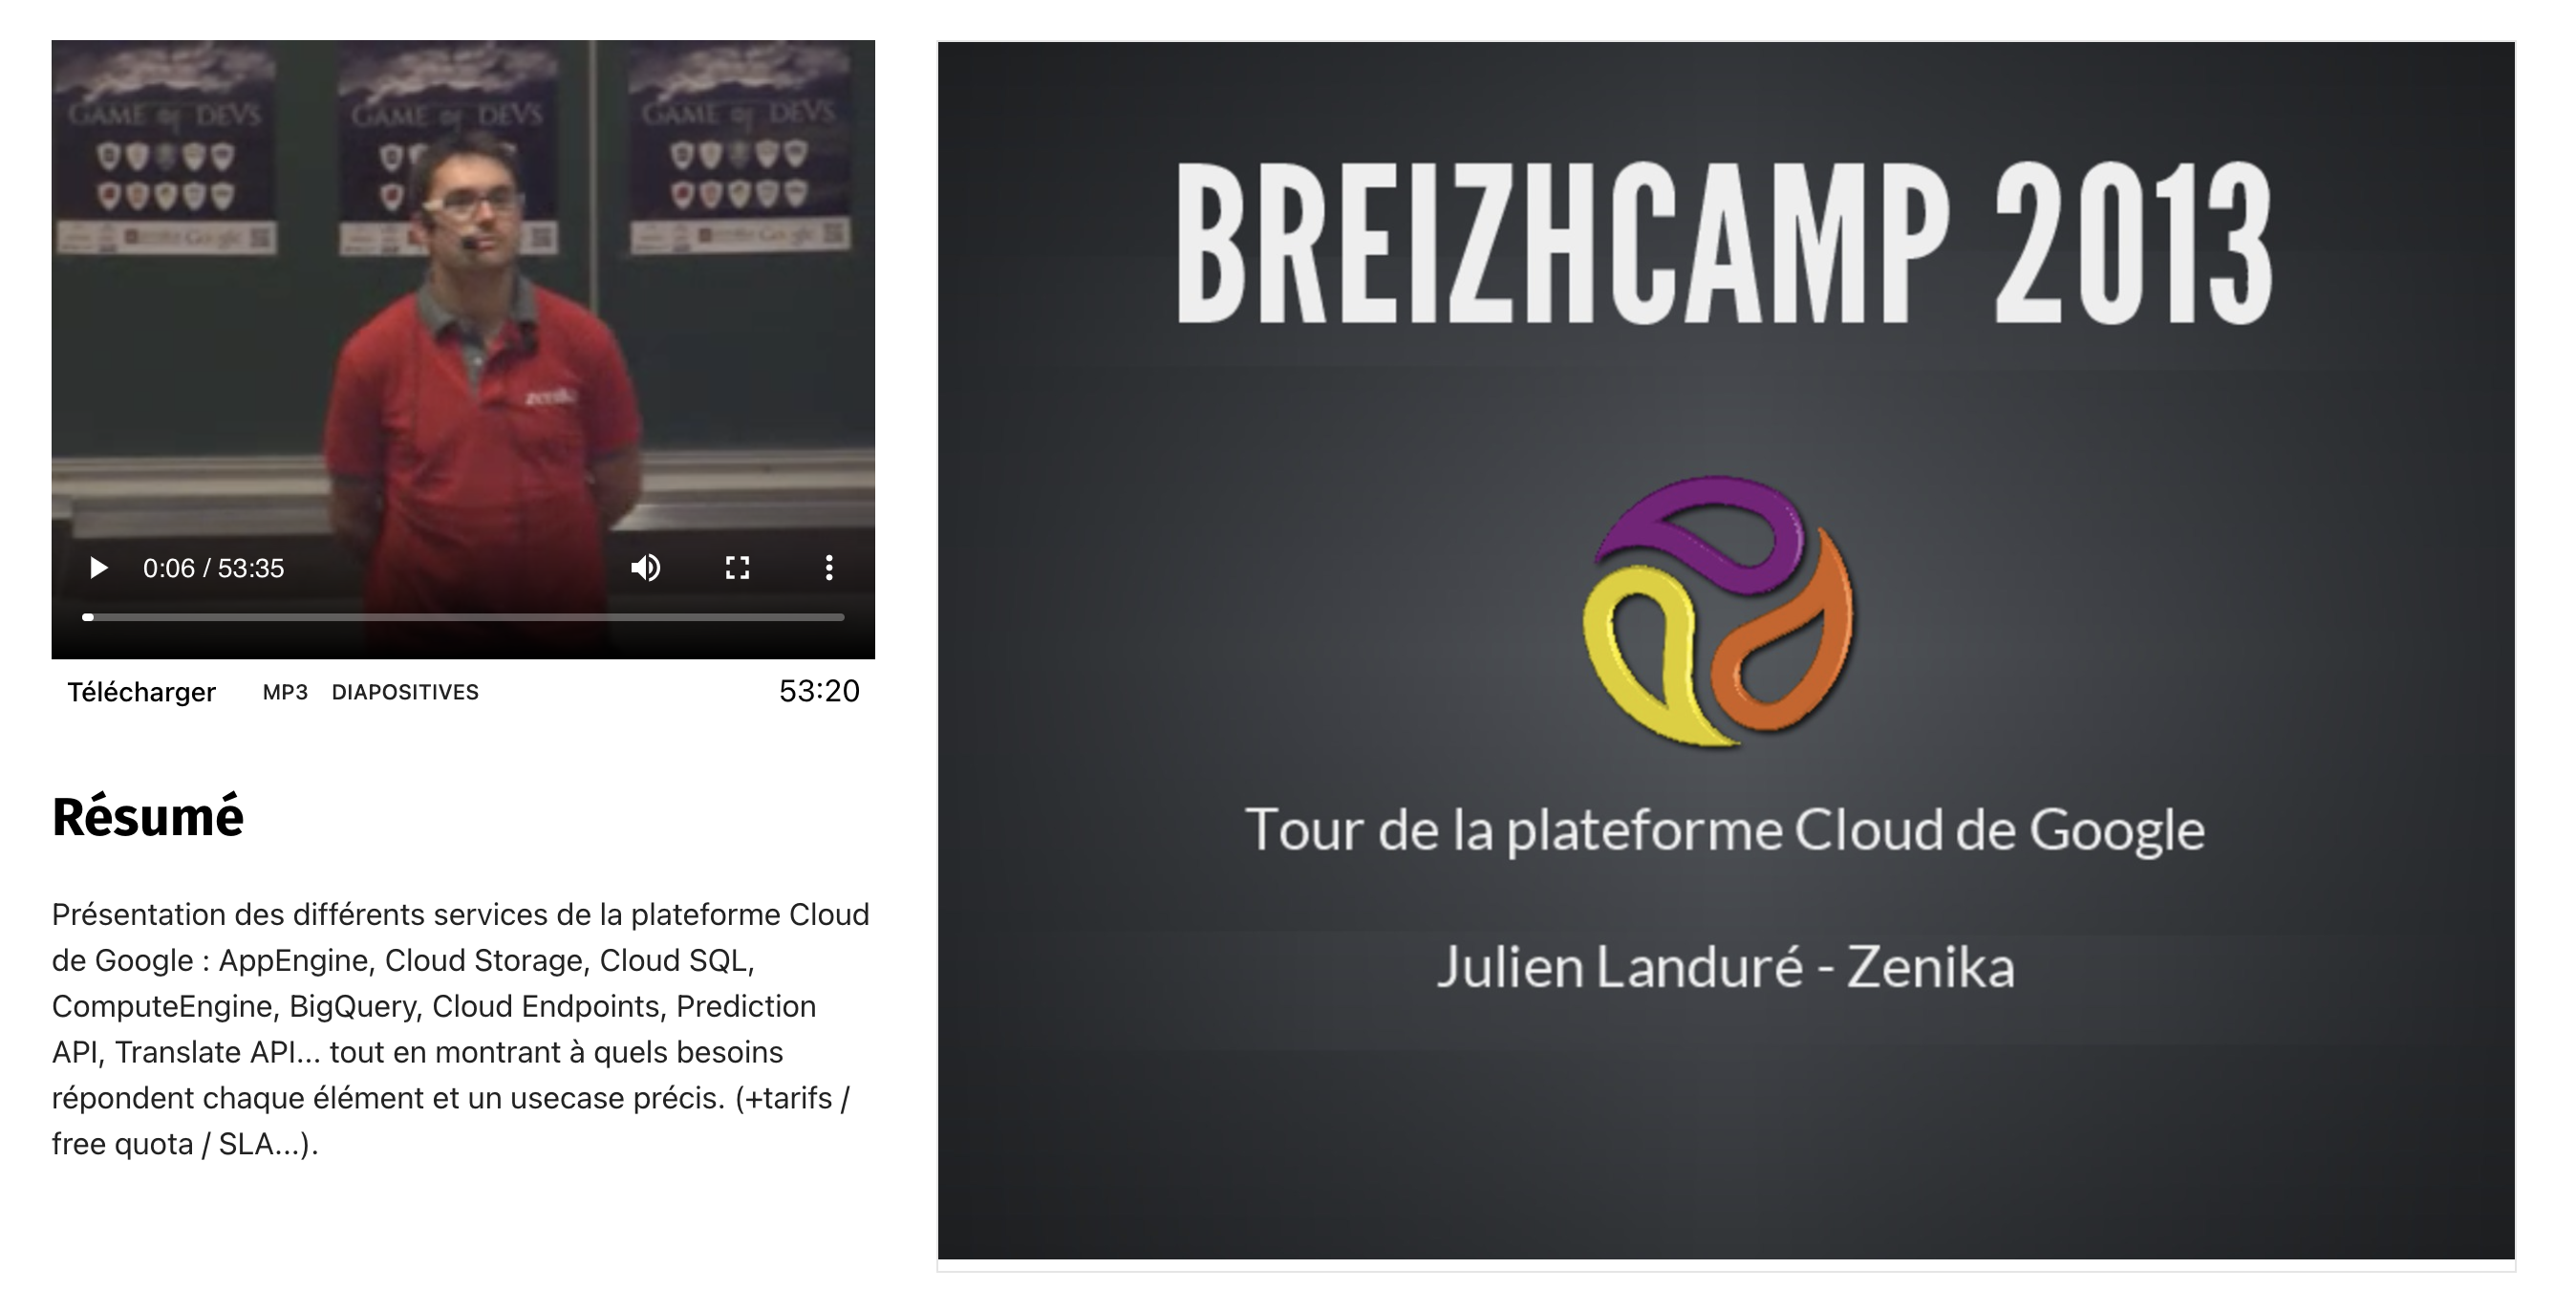 GAME of DEVS
GAME of DEVS
GAME of DEVS
Google
Google
zenika
0:06 / 53:35
Télécharger MP3 DIAPOSITIVES 53:20
Résumé
Présentation des différents services de la plateforme Cloud
de Google : AppEngine, Cloud Storage, Cloud SQL,
ComputeEngine, BigQuery, Cloud Endpoints, Prediction
API, Translate API... tout en montrant à quels besoins
répondent chaque élément et un usecase précis. (+tarifs /
free quota / SLA...).
BREIZHCAMP 2013
Tour de la plateforme Cloud de Google
Julien Landuré - Zenika